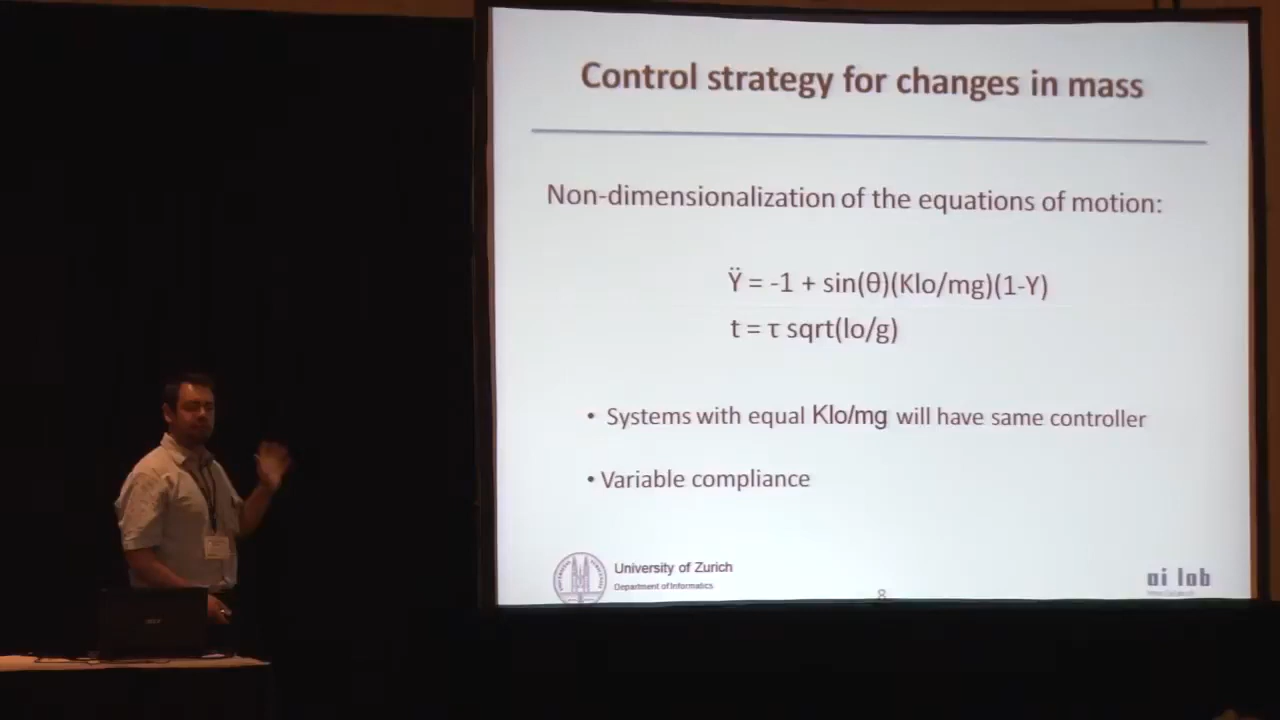 Control strategy for changes in mass
Non-dimensionalization of the equations of motion:
Ÿ = -1 + sin(θ)(Klo/mg)(1-Y)
t = τ sqrt(lo/g)
• Systems with equal Klo/mg will have same controller
• Variable compliance
University of Zurich
Department of Informatics
ai lab
8
acer